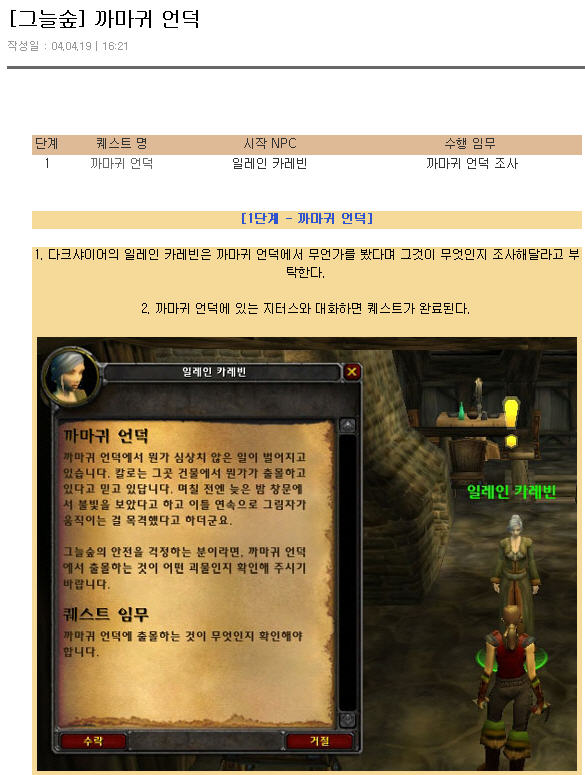 [그늘숲] 까마귀 언덕
작성일 : 04.04.19 | 16:21
단계 퀘스트 명 시작 NPC 수행 임무
1 까마귀 언덕 일레인 카레빈 까마귀 언덕 조사
[1단계 - 까마귀 언덕]
1. 다크샤이어의 일레인 카레빈은 까마귀 언덕에서 무언가를 봤다며 그것이 무엇인지 조사해달라고 부
탁한다.
2. 까마귀 언덕에 있는 지터스와 대화하면 퀘스트가 완료된다.
일레인 카레빈
까마귀 언덕
까마귀 언덕에서 뭔가 심상치 않은 일이 벌어지고
있습니다. 칼로는 그곳 건물에서 뭔가가 출몰하고
있다고 믿고 있답니다. 며칠 전엔 늦은 밤 창문에
서 불빛을 보았다고 하고 이틀 연속으로 그림자가
움직이는 걸 목격했다고 하더군요.
그늘숲의 안전을 걱정하는 분이라면, 까마귀 언덕
에서 출몰하는 것이 어떤 괴물인지 확인해 주시기
바랍니다.
퀘스트 임무
까마귀 언덕에 출몰하는 것이 무엇인지 확인해야
합니다.
수락 거절
일레인 카레빈